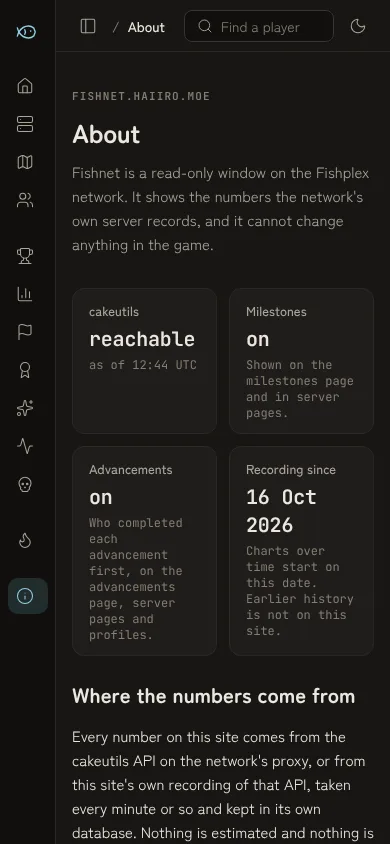 / About
Find a player
FISHNET.HAIIRO.MOE
About
Fishnet is a read-only window on the Fishplex
network. It shows the numbers the network's
own server records, and it cannot change
anything in the game.
cakeutils
reachable
as of 12:44 UTC
Milestones
on
Shown on the
milestones page
and in server
pages.
Advancements
on
Who completed
each
advancement
first, on the
advancements
page, server
pages and
profiles.
Recording since
16 Oct
2026
Charts over
time start on
this date.
Earlier history
is not on this
site.
Where the numbers come from
Every number on this site comes from the
cakeutils API on the network's proxy, or from
this site's own recording of that API, taken
every minute or so and kept in its own
database. Nothing is estimated and nothing is